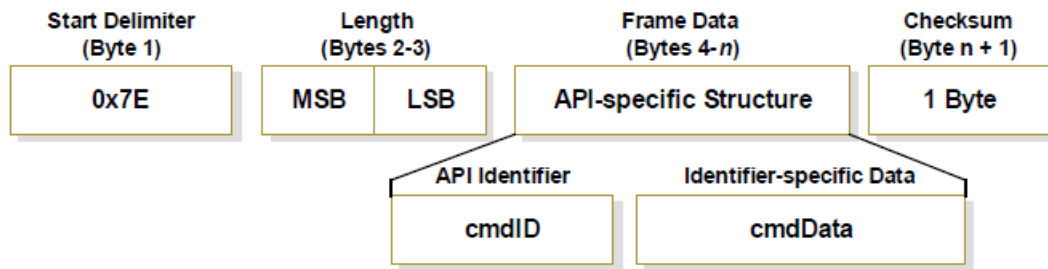 Start Delimiter
(Byte 1)
Length
(Bytes 2-3)
Frame Data
(Bytes 4-n)
Checksum
(Byte n + 1)
0x7E
MSB
LSB
API-specific Structure
1 Byte
API Identifier
Identifier-specific Data
cmdID
cmdData